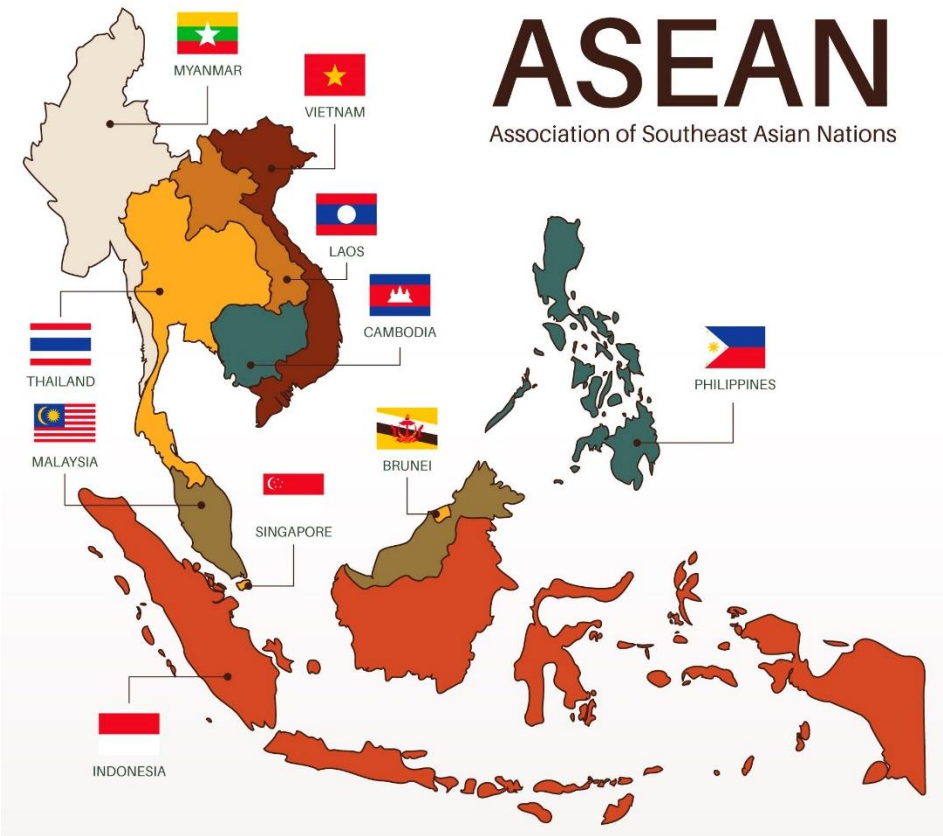 ASEAN
Association of Southeast Asian Nations
MYANMAR
VIETNAM
LAOS
CAMBODIA
THAILAND
PHILIPPINES
MALAYSIA
BRUNEI
SINGAPORE
INDONESIA